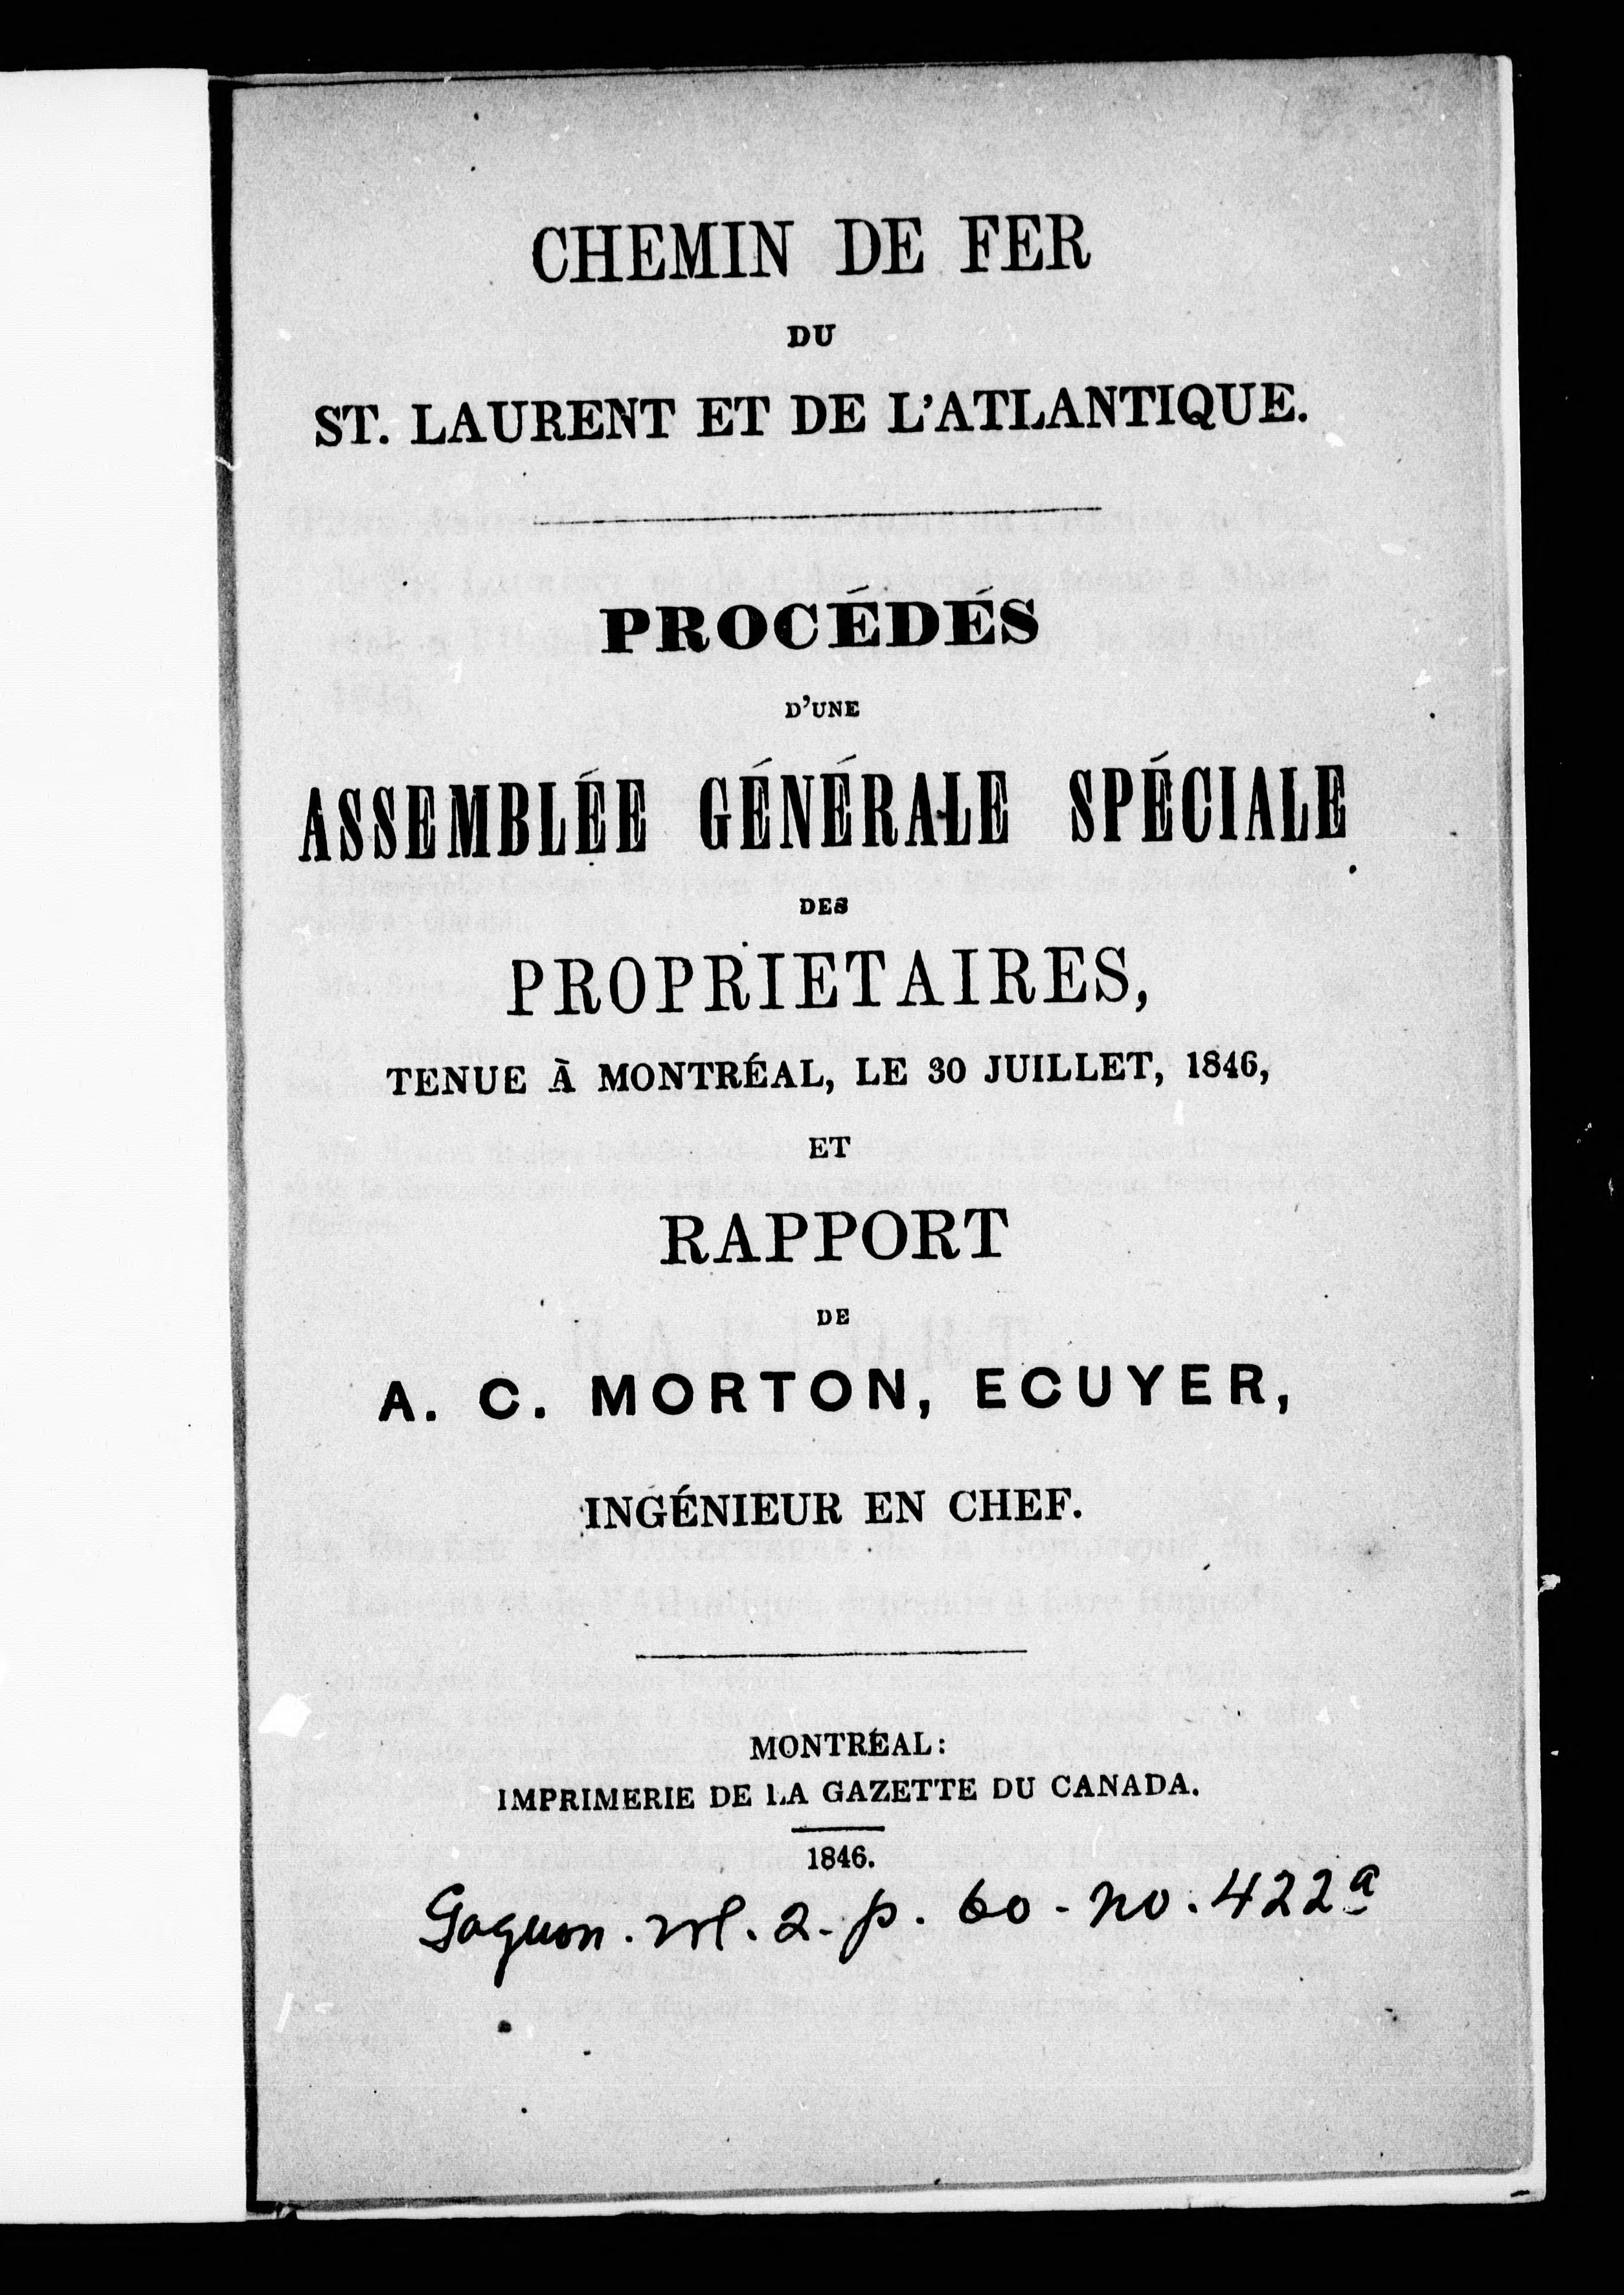 CHEMIN DE FER
DU
ST. LAURENT ET DE L'ATLANTIQUE.
PROCÉDÉS
D'UNE
ASSEMBLÉE GÉNÉRALE SPÉCIALE
DES
PROPRIETAIRES,
TENUE À MONTRÉAL, LE 30 JUILLET, 1846,
ET
RAPPORT
DE
A. C. MORTON, ECUYER,
INGÉNIEUR EN CHEF.
MONTRÉAL:
IMPRIMERIE DE LA GAZETTE DU CANADA.
1846.
Gagnon. vol. 2. p. 60 - no. 422a